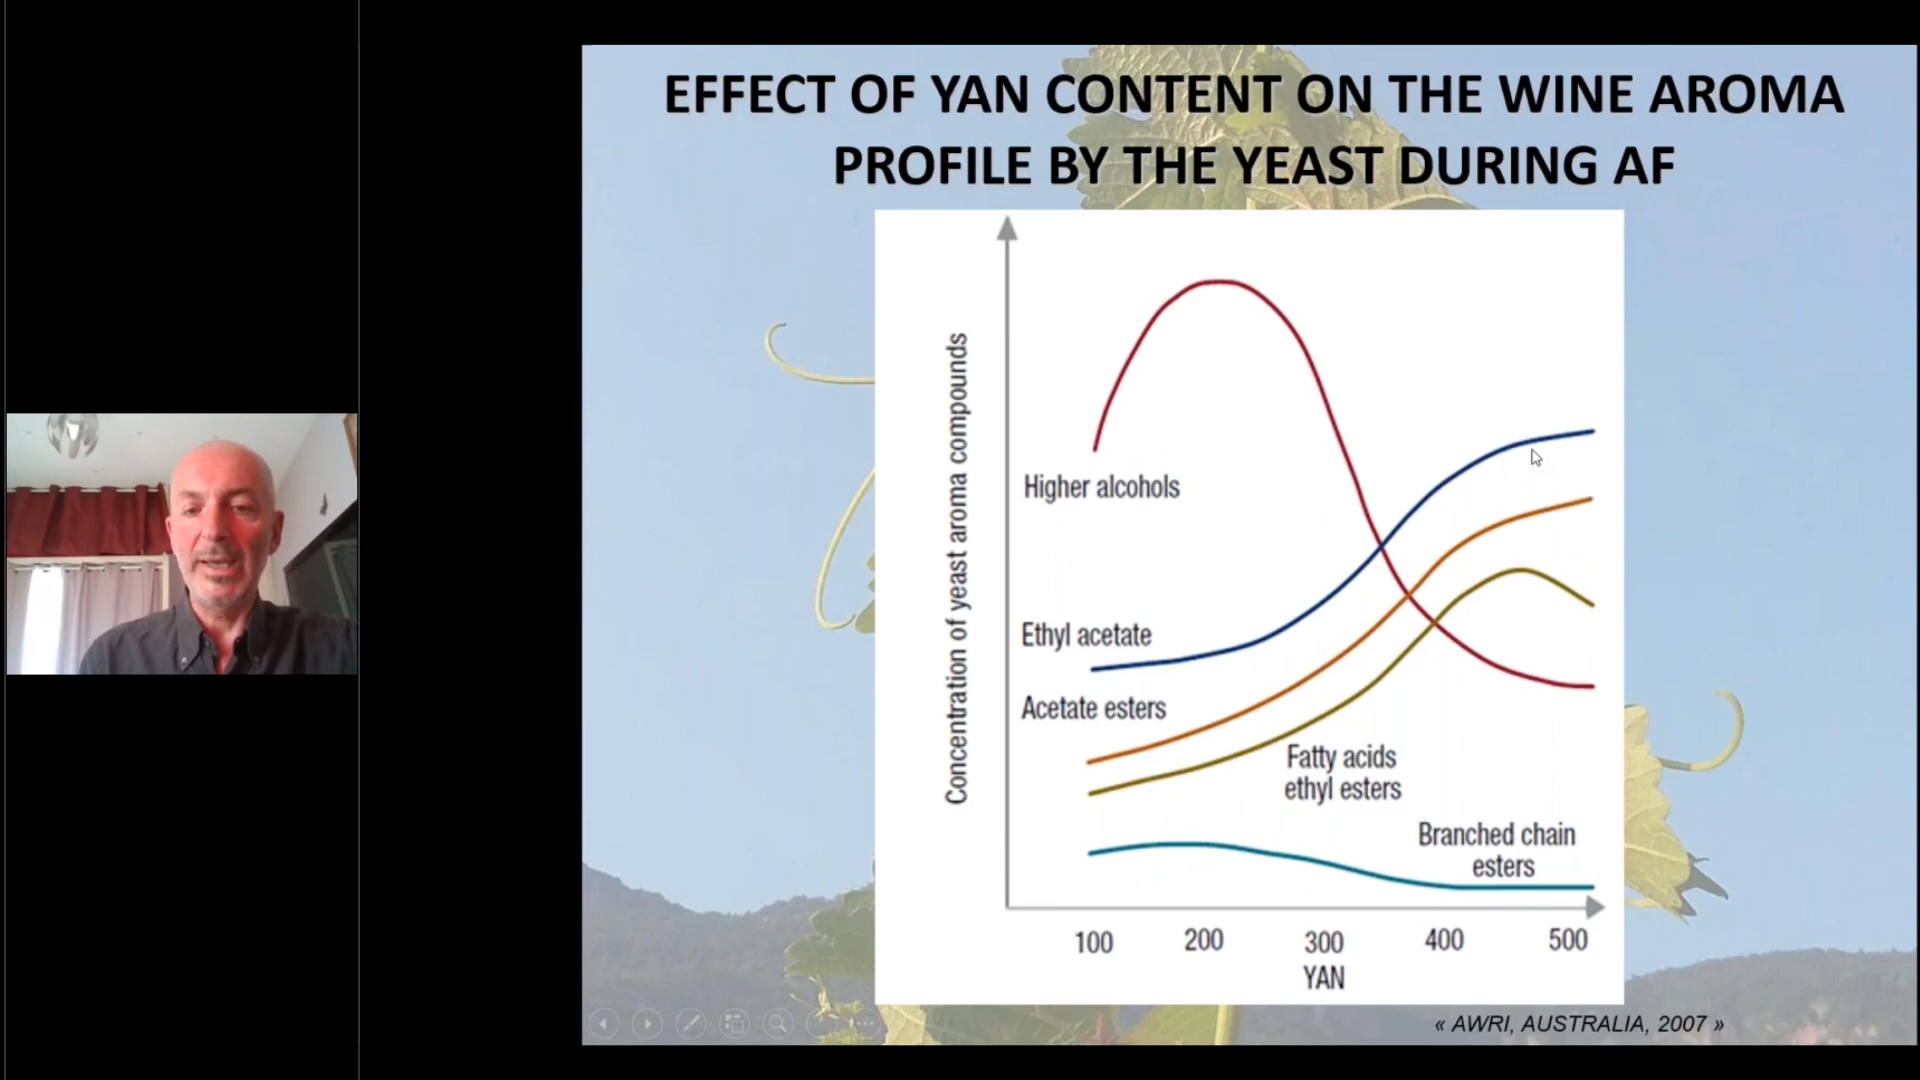 EFFECT OF YAN CONTENT ON THE WINE AROMA
PROFILE BY THE YEAST DURING AF
Concentration of yeast aroma compounds
Higher alcohols
Ethyl acetate
Acetate esters
Fatty acids
ethyl esters
Branched chain
esters
100 200 300 400 500
YAN
« AWRI, AUSTRALIA, 2007 »